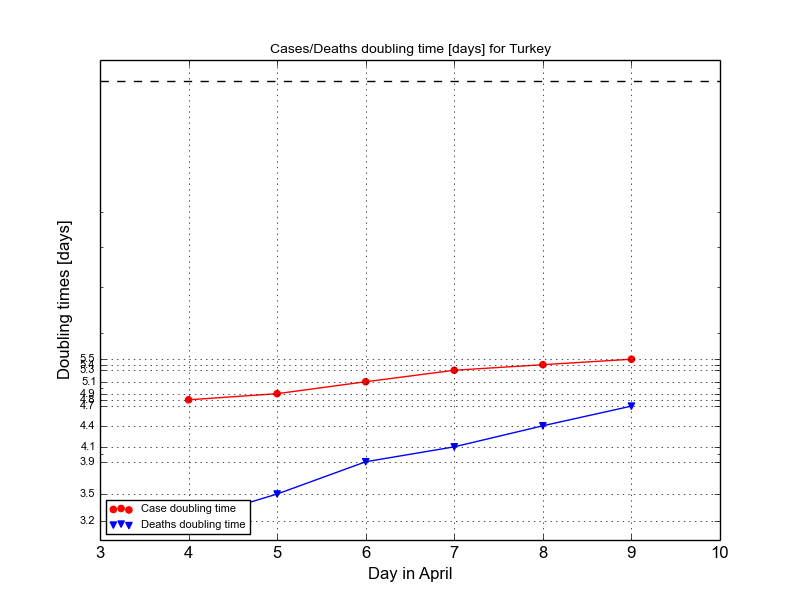 Cases/Deaths doubling time [days] for Turkey
Doubling times [days]
5.5
5.4
5.3
5.1
4.9
4.8
4.7
4.4
4.1
3.9
3.5
3.2
Case doubling time
Deaths doubling time
3 4 5 6 7 8 9 10
Day in April